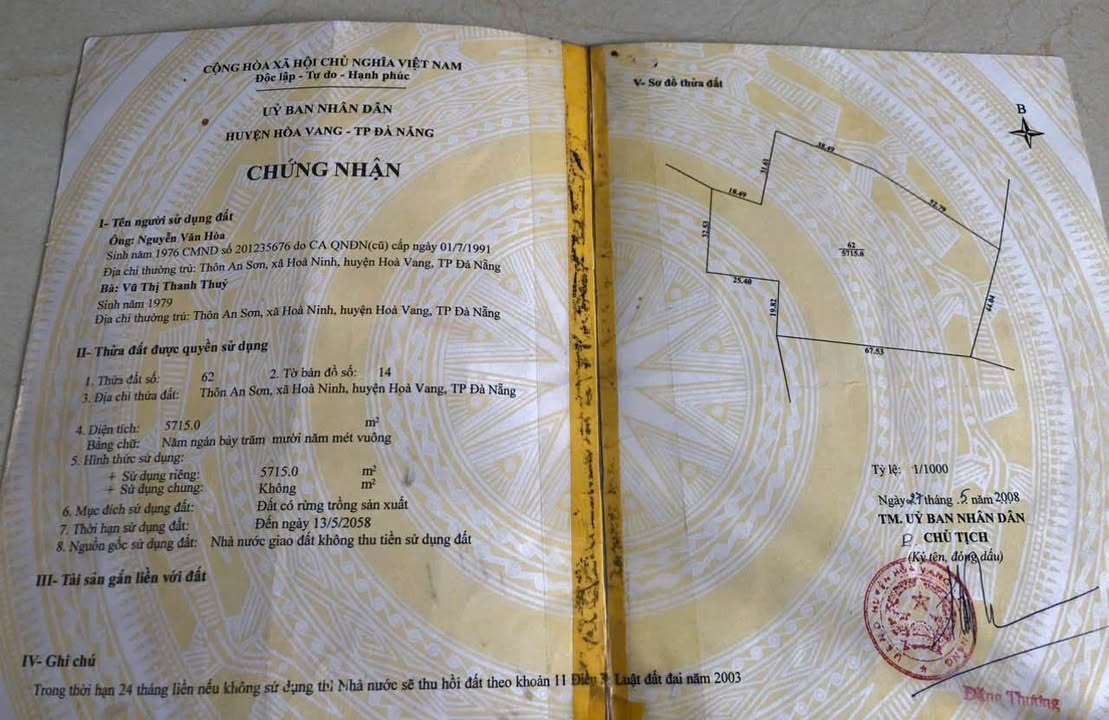 CỘNG HÒA XÃ HỘI CHỦ NGHĨA VIỆT NAM
Độc lập - Tự do - Hạnh phúc
UỶ BAN NHÂN DÂN
HUYỆN HÒA VANG - TP ĐÀ NẴNG
CHỨNG NHẬN
I- Tên người sử dụng đất
Ông: Nguyễn Văn Hòa
Sinh năm 1976 CMND số 201235676 do CA QNĐN(cũ) cấp ngày 01/7/1991
Địa chỉ thường trú: Thôn An Sơn, xã Hoà Ninh, huyện Hoà Vang, TP Đà Nẵng
Bà: Vũ Thị Thanh Thuỷ
Sinh năm 1979
Địa chỉ thường trú: Thôn An Sơn, xã Hoà Ninh, huyện Hoà Vang, TP Đà Nẵng
II- Thửa đất được quyền sử dụng
1. Thửa đất số: 62 2. Tờ bản đồ số: 14
3. Địa chỉ thửa đất: Thôn An Sơn, xã Hoà Ninh, huyện Hoà Vang, TP Đà Nẵng
4. Diện tích: 5715.0 m²
Bằng chữ: Năm ngàn bảy trăm mười năm mét vuông
5. Hình thức sử dụng:
+ Sử dụng riêng: 5715.0 m²
+ Sử dụng chung: Không m²
6. Mục đích sử dụng đất: Đất có rừng trồng sản xuất
7. Thời hạn sử dụng đất: Đến ngày 13/5/2058
8. Nguồn gốc sử dụng đất: Nhà nước giao đất không thu tiền sử dụng đất
III- Tài sản gắn liền với đất
IV- Ghi chú
Trong thời hạn 24 tháng liền nếu không sử dụng thì Nhà nước sẽ thu hồi đất theo khoản 11 Điều Luật đất đai năm 2003
V- Sơ đồ thửa đất
B
38.49
31.63
18.49
52.79
32.53
62
5715.0
25.40
19.82
44.04
67.53
Tỷ lệ: 1/1000
Ngày 27 tháng 5 năm 2008
TM. UỶ BAN NHÂN DÂN
P CHỦ TỊCH
(Ký tên, đóng dấu)
U.B.N.D HUYỆN HÒA VANG
Đặng Thương